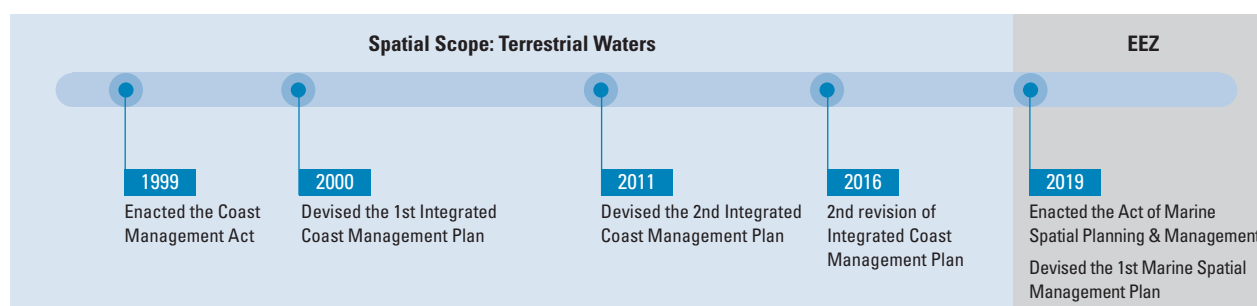 Spatial Scope: Terrestrial Waters
EEZ
1999
Enacted the Coast
Management Act
2000
Devised the 1st Integrated
Coast Management Plan
2011
Devised the 2nd Integrated
Coast Management Plan
2016
2nd revision of
Integrated Coast
Management Plan
2019
Enacted the Act of Marine
Spatial Planning & Management
Devised the 1st Marine Spatial
Management Plan